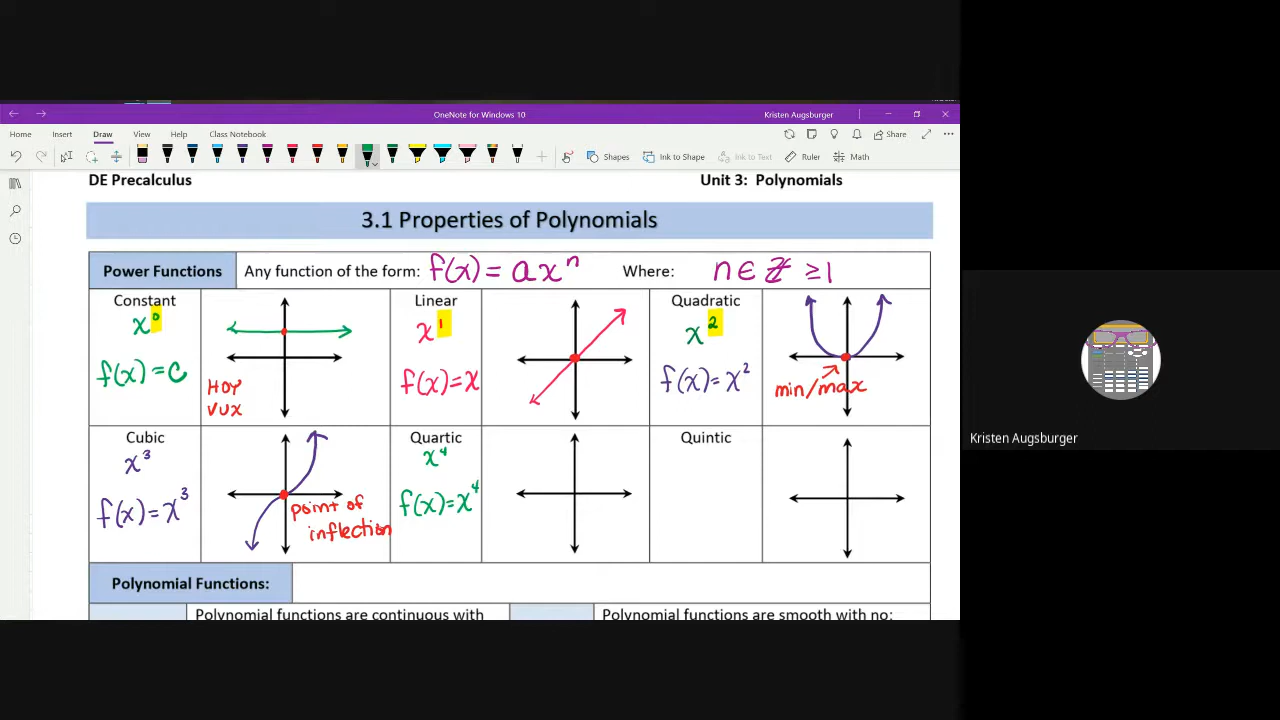 OneNote for Windows 10
Kristen Augsburger
Home Insert Draw View Help Class Notebook
Share
Shapes Ink to Shape Ink to Text Ruler Math
DE Precalculus Unit 3: Polynomials
3.1 Properties of Polynomials
Power Functions Any function of the form: f(x) = ax^n Where: n ∈ ℤ ≥ 1
Constant Linear Quadratic
x^0 x^1 x^2
f(x) = c f(x) = x f(x) = x^2
HOY
VUX
min/max
Cubic Quartic Quintic
x^3 x^4
f(x) = x^3 f(x) = x^4
point of
inflection
Polynomial Functions:
Polynomial functions are continuous with Polynomial functions are smooth with no:
Kristen Augsburger